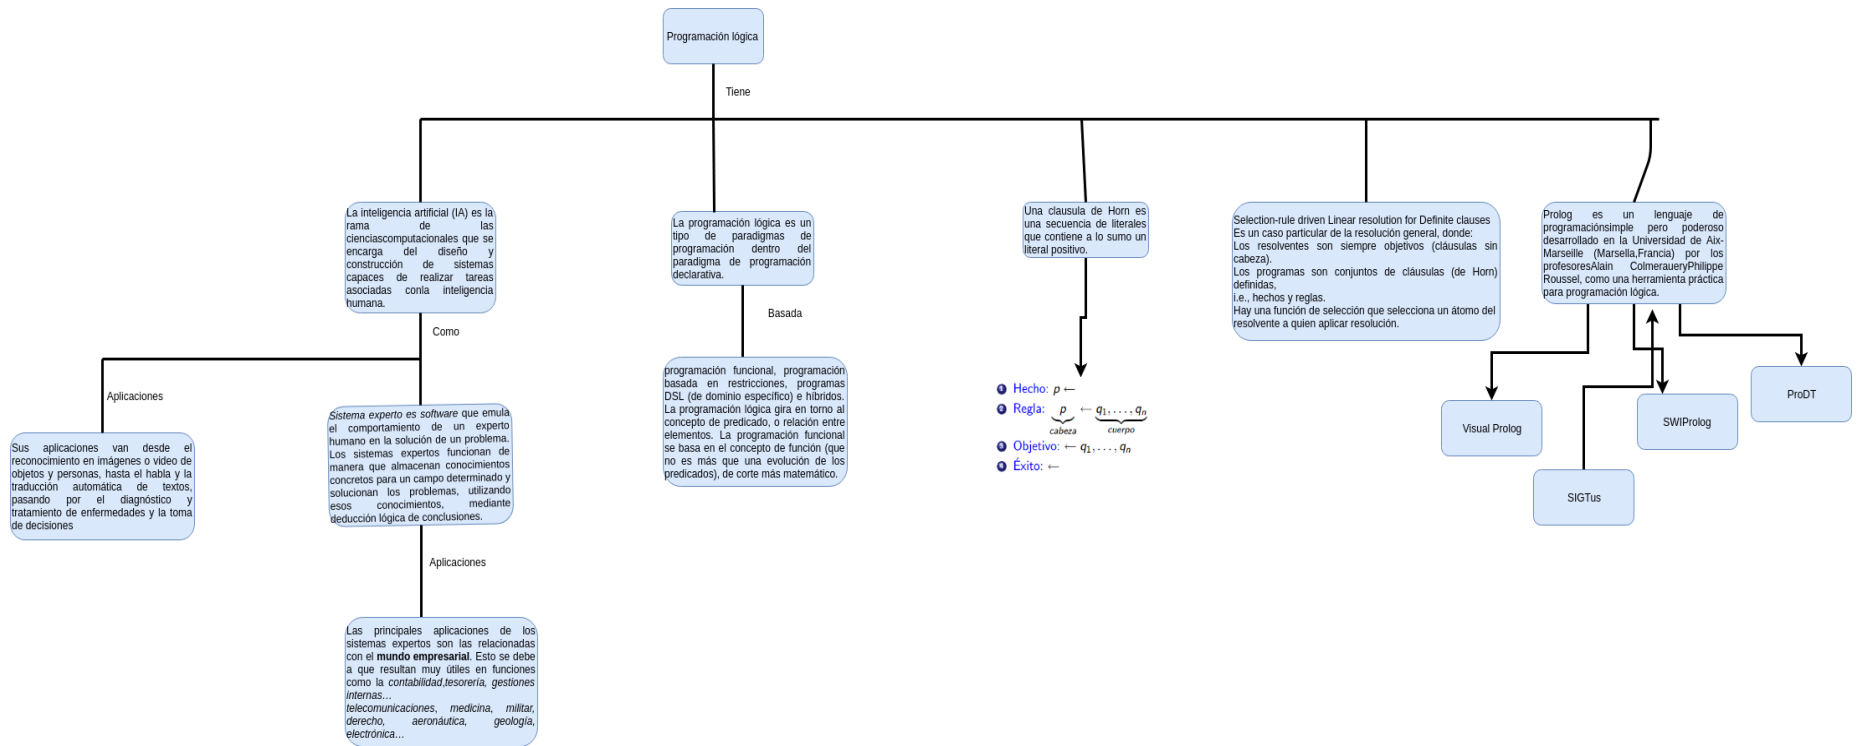 Programación lógica
Tiene
La inteligencia artificial (IA) es la
rama de las
cienciascomputacionales que se
encarga del diseño y
construcción de sistemas
capaces de realizar tareas
asociadas conla inteligencia
humana.
Como
Aplicaciones
Sus aplicaciones van desde el
reconocimiento en imágenes o video de
objetos y personas, hasta el habla y la
traducción automática de textos,
pasando por el diagnóstico y
tratamiento de enfermedades y la toma
de decisiones
Sistema experto es software que emula
el comportamiento de un experto
humano en la solución de un problema.
Los sistemas expertos funcionan de
manera que almacenan conocimientos
concretos para un campo determinado y
solucionan los problemas, utilizando
esos conocimientos, mediante
deducción lógica de conclusiones.
Aplicaciones
Las principales aplicaciones de los
sistemas expertos son las relacionadas
con el mundo empresarial. Esto se debe
a que resultan muy útiles en funciones
como la contabilidad,tesorería, gestiones
internas…
telecomunicaciones, medicina, militar,
derecho, aeronáutica, geología,
electrónica…
La programación lógica es un
tipo de paradigmas de
programación dentro del
paradigma de programación
declarativa.
Basada
programación funcional, programación
basada en restricciones, programas
DSL (de dominio específico) e híbridos.
La programación lógica gira en torno al
concepto de predicado, o relación entre
elementos. La programación funcional
se basa en el concepto de función (que
no es más que una evolución de los
predicados), de corte más matemático.
Una clausula de Horn es
una secuencia de literales
que contiene a lo sumo un
literal positivo.
1 Hecho: p ←
2 Regla: p ← q1, . . . , qn
cabeza cuerpo
3 Objetivo: ← q1, . . . , qn
4 Éxito: ←
Selection-rule driven Linear resolution for Definite clauses
Es un caso particular de la resolución general, donde:
Los resolventes son siempre objetivos (cláusulas sin
cabeza).
Los programas son conjuntos de cláusulas (de Horn)
definidas,
i.e., hechos y reglas.
Hay una función de selección que selecciona un átomo del
resolvente a quien aplicar resolución.
Prolog es un lenguaje de
programaciónsimple pero poderoso
desarrollado en la Universidad de Aix-
Marseille (Marsella,Francia) por los
profesoresAlain ColmeraueryPhilippe
Roussel, como una herramienta práctica
para programación lógica.
Visual Prolog
SIGTus
SWIProlog
ProDT